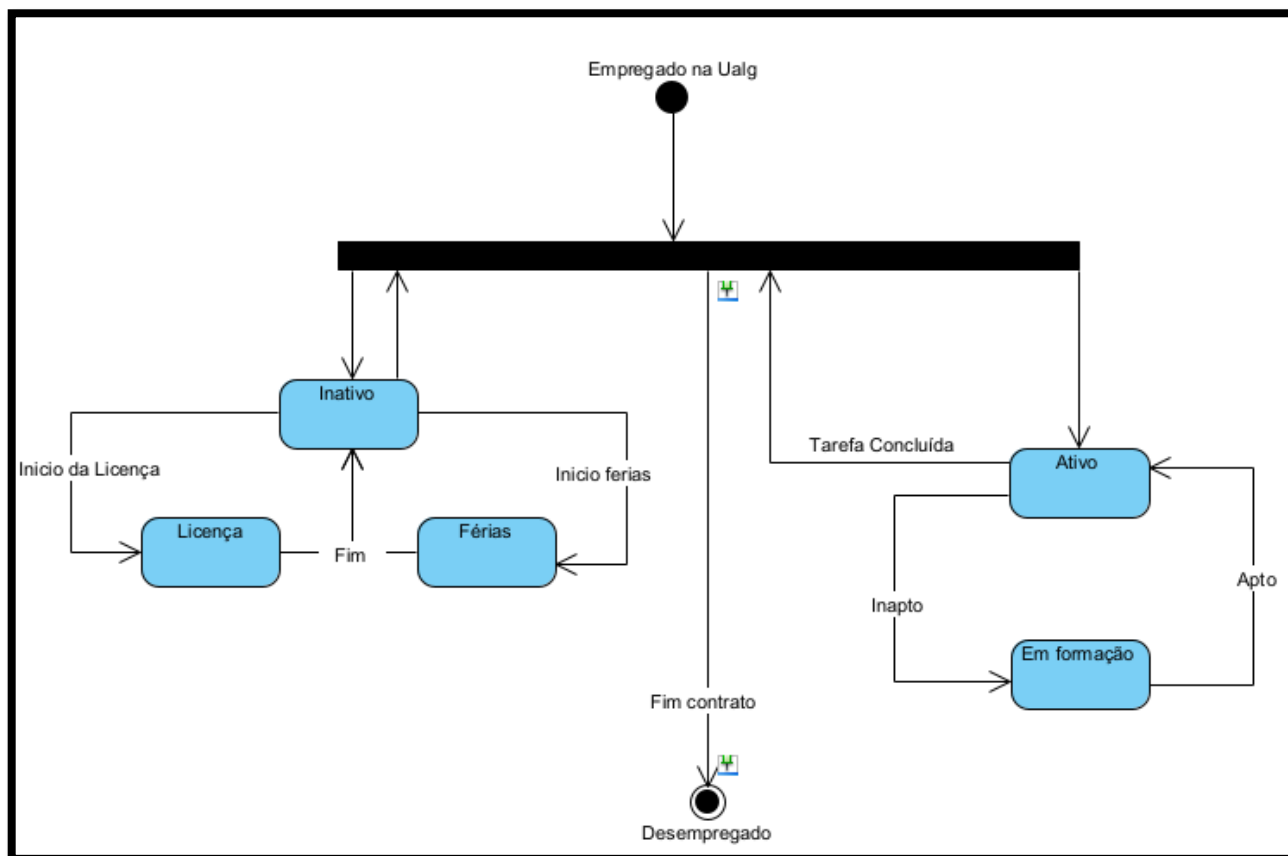 Empregado na Ualg
Inativo
Inicio da Licença
Inicio ferias
Licença
Fim
Férias
Tarefa Concluída
Ativo
Inapto
Apto
Em formação
Fim contrato
Desempregado